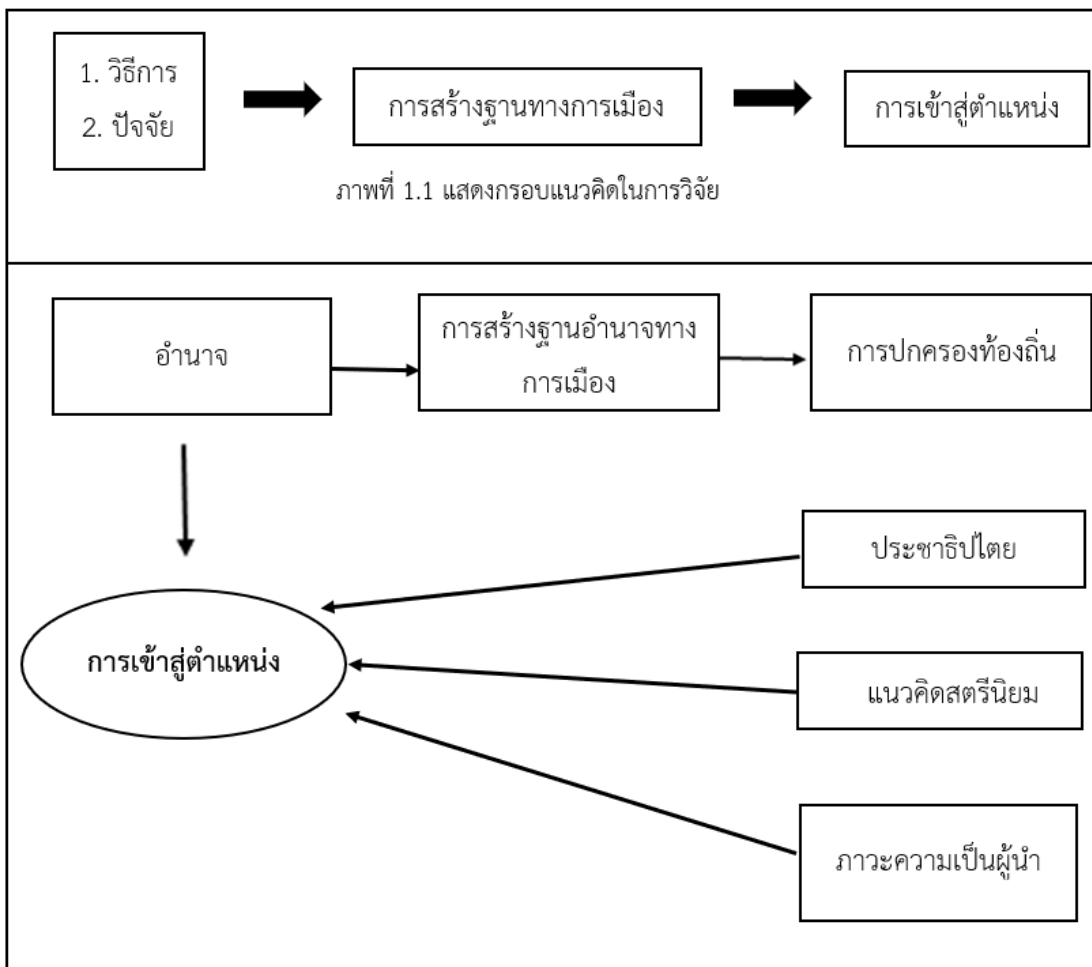 1. วิธีการ
2. ปัจจัย
การสร้างฐานทางการเมือง
การเข้าสู่ตำแหน่ง
ภาพที่ 1.1 แสดงกรอบแนวคิดในการวิจัย
อำนาจ
การสร้างฐานอำนาจทาง
การเมือง
การปกครองท้องถิ่น
ประชาธิปไตย
การเข้าสู่ตำแหน่ง
แนวคิดสตรีนิยม
ภาวะความเป็นผู้นำ